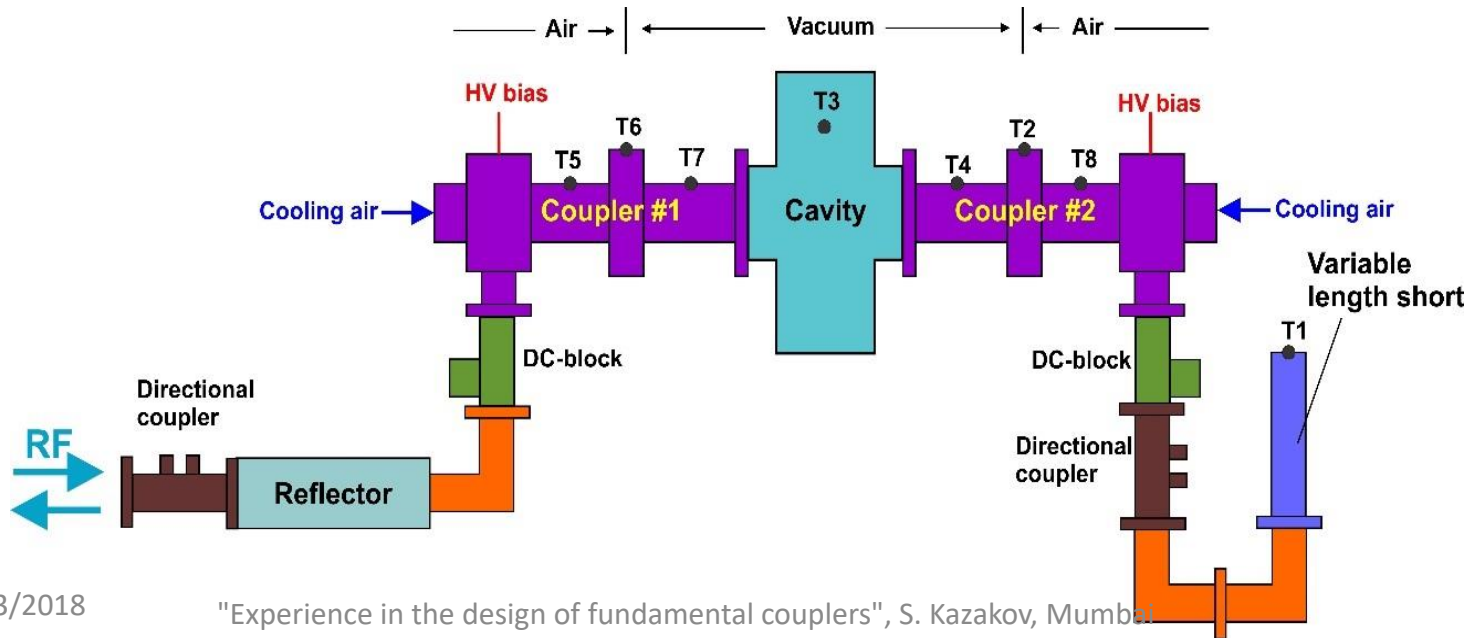 Air
Vacuum
Air
HV bias
T3
HV bias
T6
T2
T5
T7
T4
T8
Cooling air
Coupler #1
Cavity
Coupler #2
Cooling air
Variable
length short
T1
DC-block
DC-block
Directional
coupler
RF
Reflector
Directional
coupler
3/2018
"Experience in the design of fundamental couplers", S. Kazakov, Mumbai